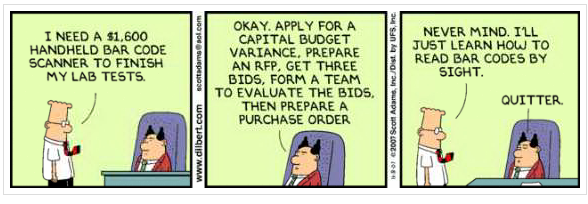 I NEED A $1,600
HANDHELD BAR CODE
SCANNER TO FINISH
MY LAB TESTS.
www.dilbert.com
scottadams@aol.com
OKAY. APPLY FOR A
CAPITAL BUDGET
VARIANCE, PREPARE
AN RFP, GET THREE
BIDS, FORM A TEAM
TO EVALUATE THE BIDS,
THEN PREPARE A
PURCHASE ORDER
©2007 Scott Adams, Inc./Dist. by UFS, Inc.
NEVER MIND. I'LL
JUST LEARN HOW TO
READ BAR CODES BY
SIGHT.
QUITTER.